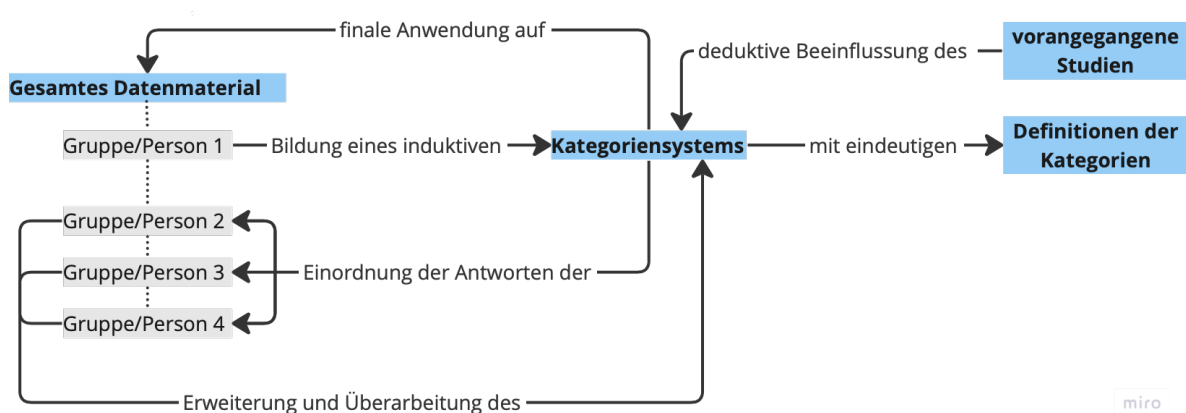 finale Anwendung auf
deduktive Beeinflussung des
vorangegangene
Studien
Gesamtes Datenmaterial
Gruppe/Person 1
Bildung eines induktiven
Kategoriensystems
mit eindeutigen
Definitionen der
Kategorien
Gruppe/Person 2
Gruppe/Person 3
Einordnung der Antworten der
Gruppe/Person 4
Erweiterung und Überarbeitung des
miro